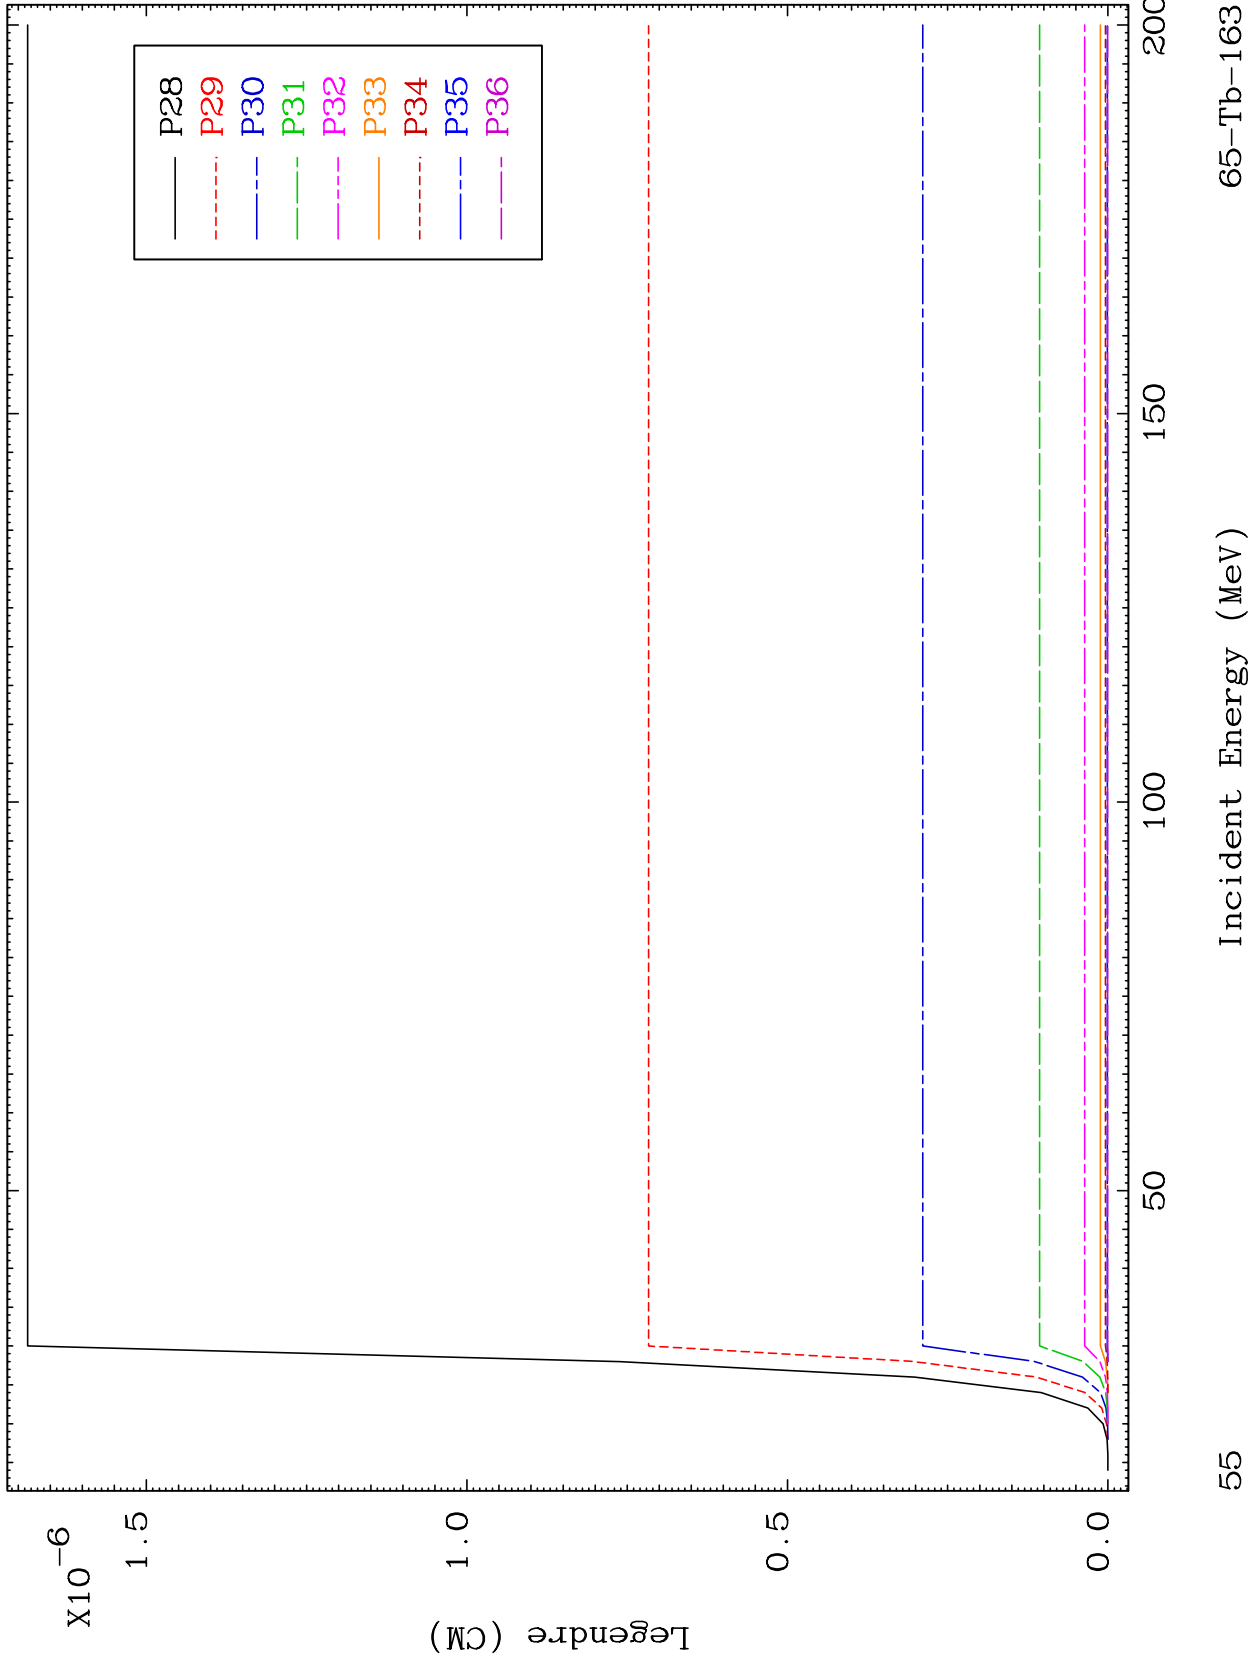 X10-6
1.5
1.0
0.5
0.0
Legendre (CM)
P28
P29
P30
P31
P32
P33
P34
P35
P36
50
100
150
200
55
Incident Energy (MeV)
65-Tb-163